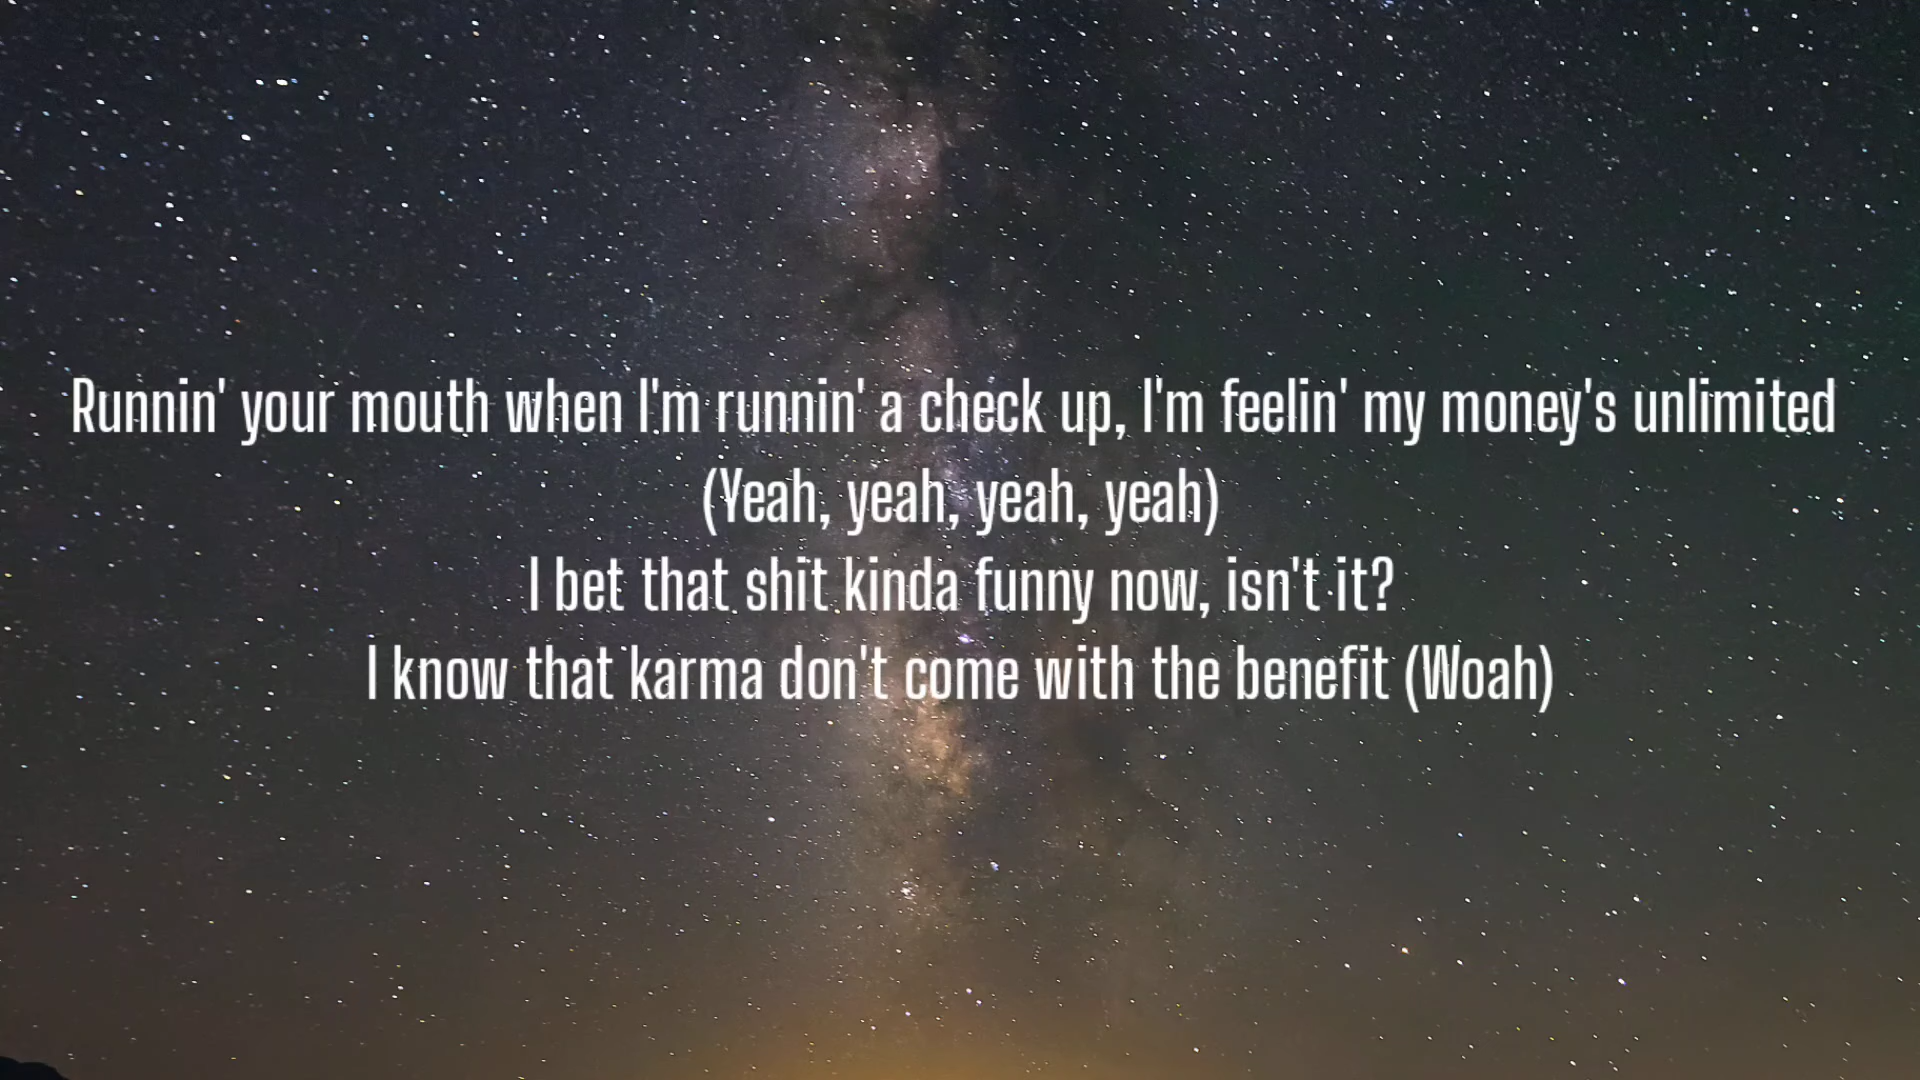 Runnin' your mouth when I'm runnin' a check up, I'm feelin' my money's unlimited
(Yeah, yeah, yeah, yeah)
I bet that shit kinda funny now, isn't it?
I know that karma don't come with the benefit (Woah)